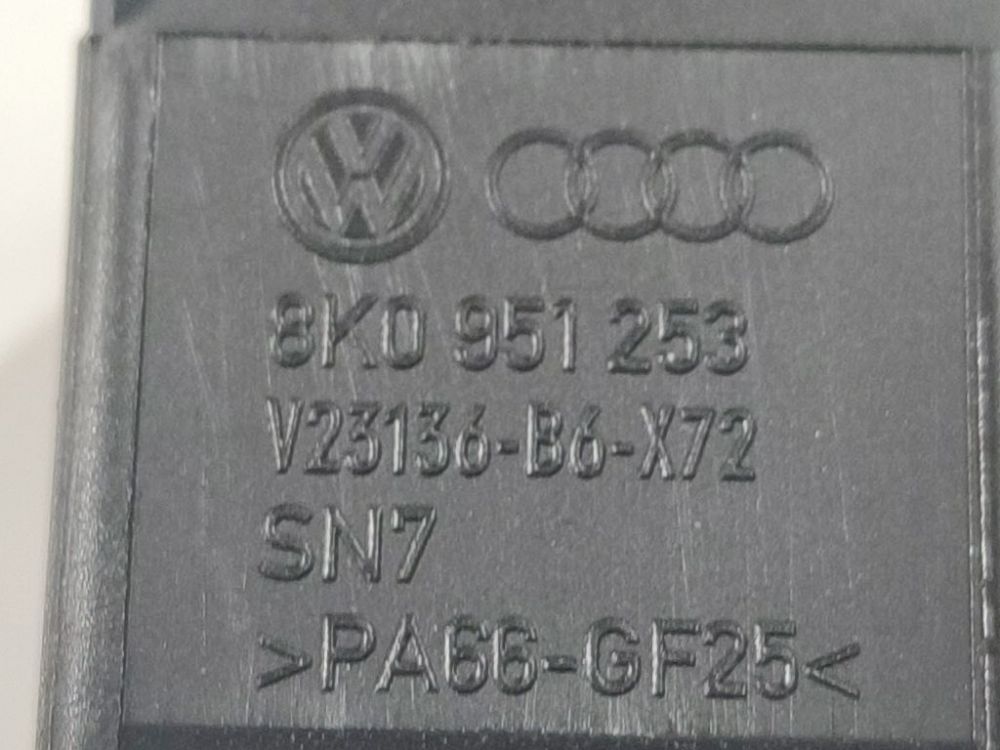 8K0 951 253
V23136-B6-X72
SN7
>PA66-GF25<